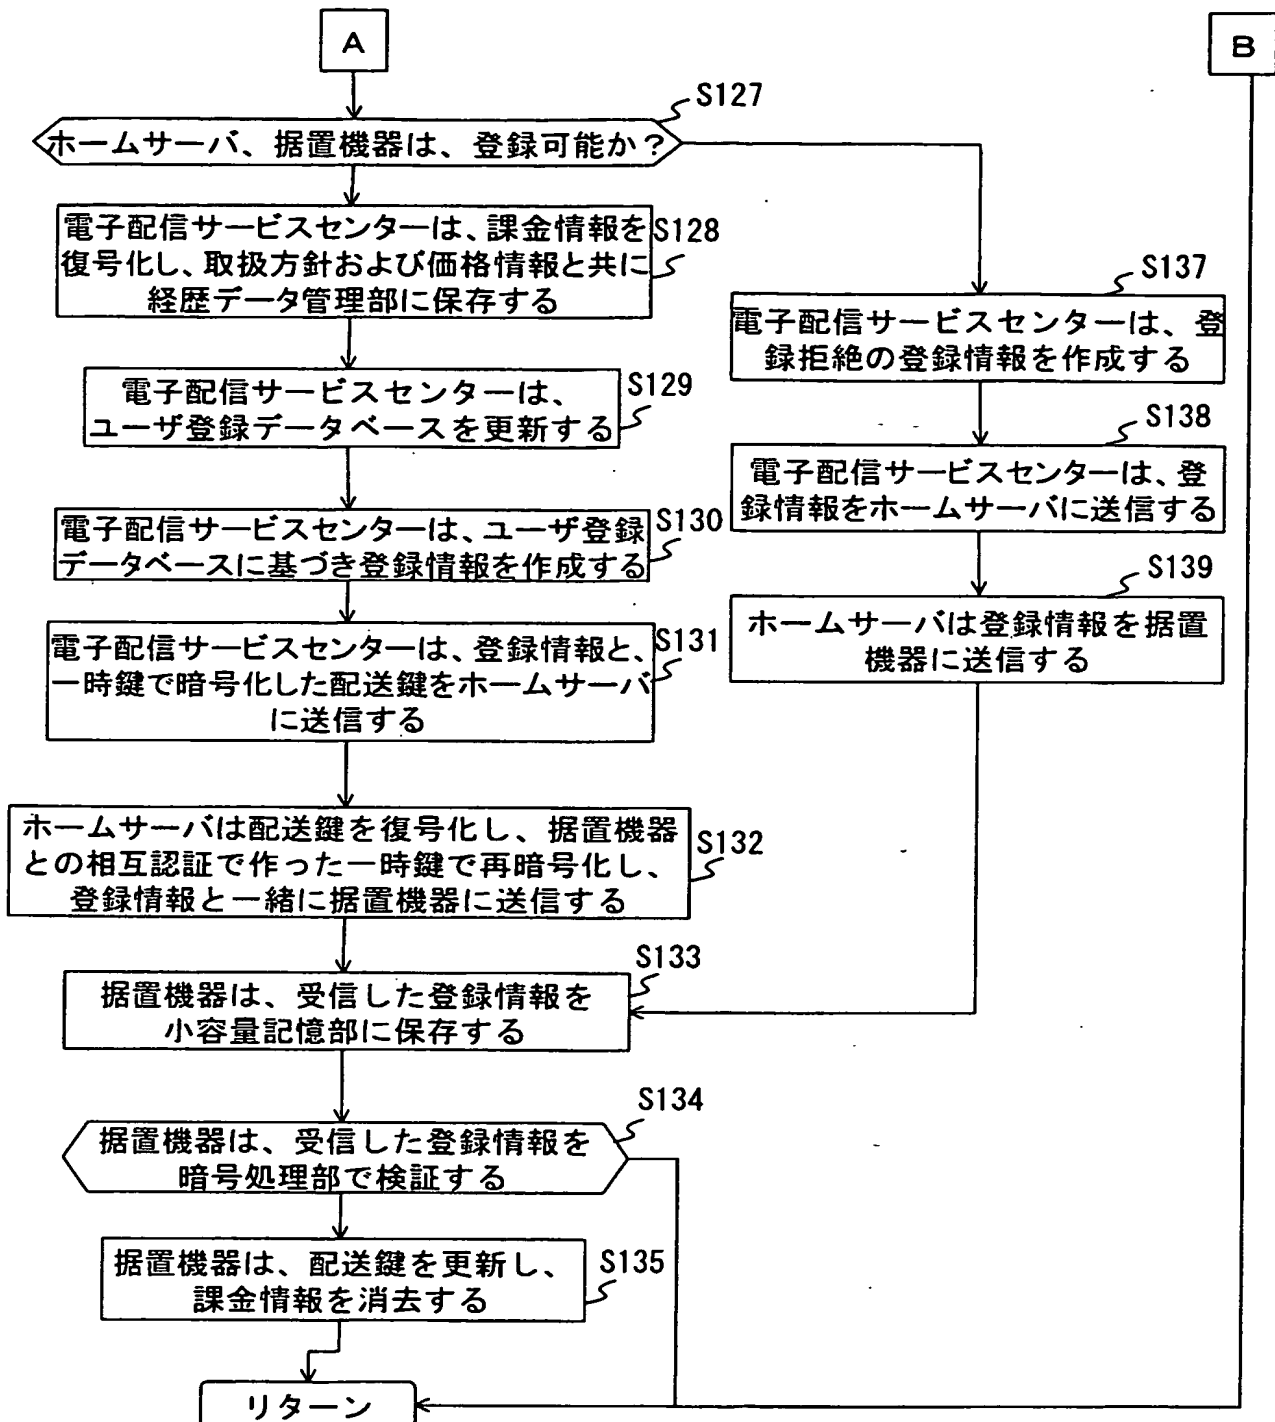 A
B
S127
ホームサーバ、据置機器は、登録可能か?
電子配信サービスセンターは、課金情報を
復号化し、取扱方針および価格情報と共に
経歴データ管理部に保存する
S128
電子配信サービスセンターは、
ユーザ登録データベースを更新する
S129
電子配信サービスセンターは、ユーザ登録
データベースに基づき登録情報を作成する
S130
電子配信サービスセンターは、登録情報と、
一時鍵で暗号化した配送鍵をホームサーバ
に送信する
S131
ホームサーバは配送鍵を復号化し、据置機器
との相互認証で作った一時鍵で再暗号化し、
登録情報と一緒に据置機器に送信する
S132
S137
電子配信サービスセンターは、登
録拒絶の登録情報を作成する
S138
電子配信サービスセンターは、登
録情報をホームサーバに送信する
S139
ホームサーバは登録情報を据置
機器に送信する
S133
据置機器は、受信した登録情報を
小容量記憶部に保存する
S134
据置機器は、受信した登録情報を
暗号処理部で検証する
据置機器は、配送鍵を更新し、
課金情報を消去する
S135
リターン